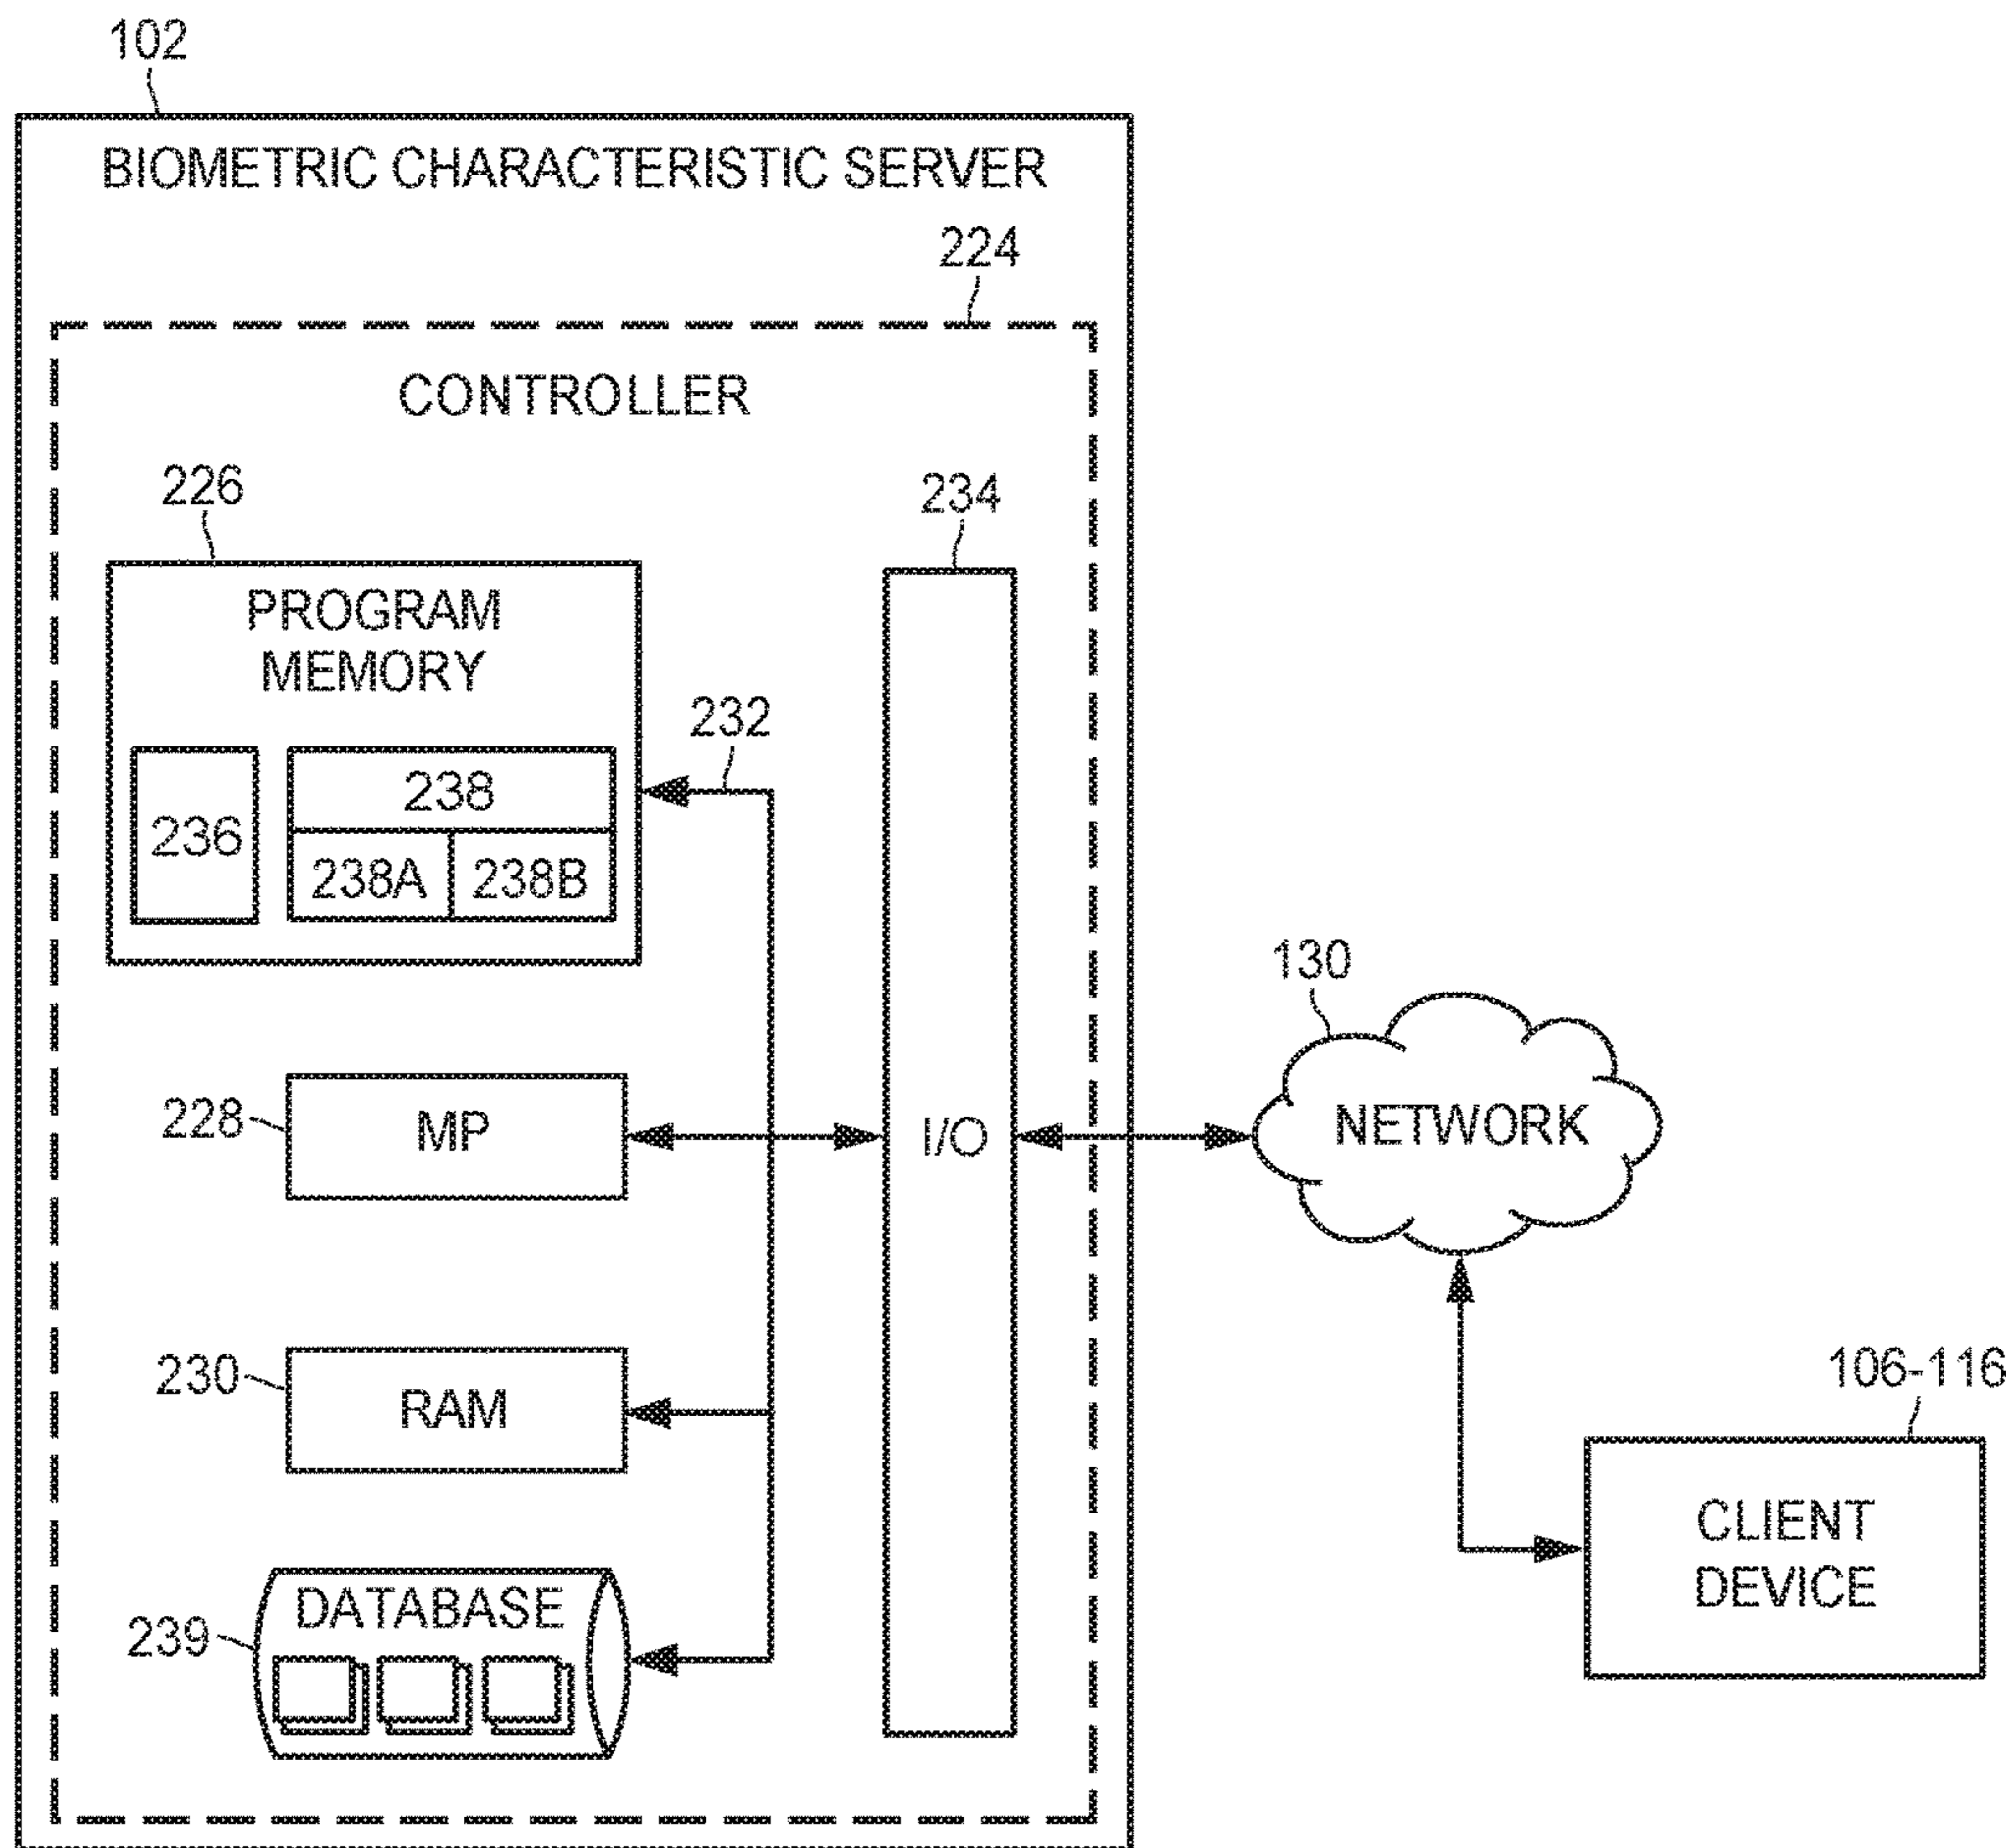 102
BIOMETRIC CHARACTERISTIC SERVER
224
CONTROLLER
226
234
PROGRAM
MEMORY
232
236
238
238A
238B
130
228
MP
I/O
NETWORK
230
RAM
106-116
CLIENT
DEVICE
239
DATABASE